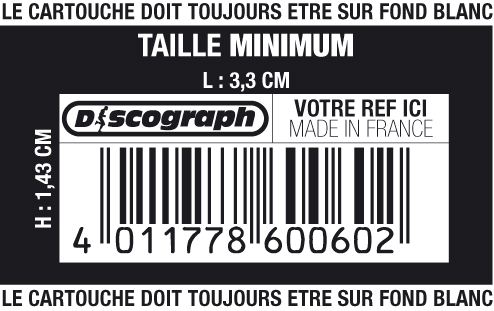 LE CARTOUCHE DOIT TOUJOURS ETRE SUR FOND BLANC
TAILLE MINIMUM
L : 3,3 CM
H : 1,43 CM
Discograph
VOTRE REF ICI
MADE IN FRANCE
4 011778 600602
LE CARTOUCHE DOIT TOUJOURS ETRE SUR FOND BLANC